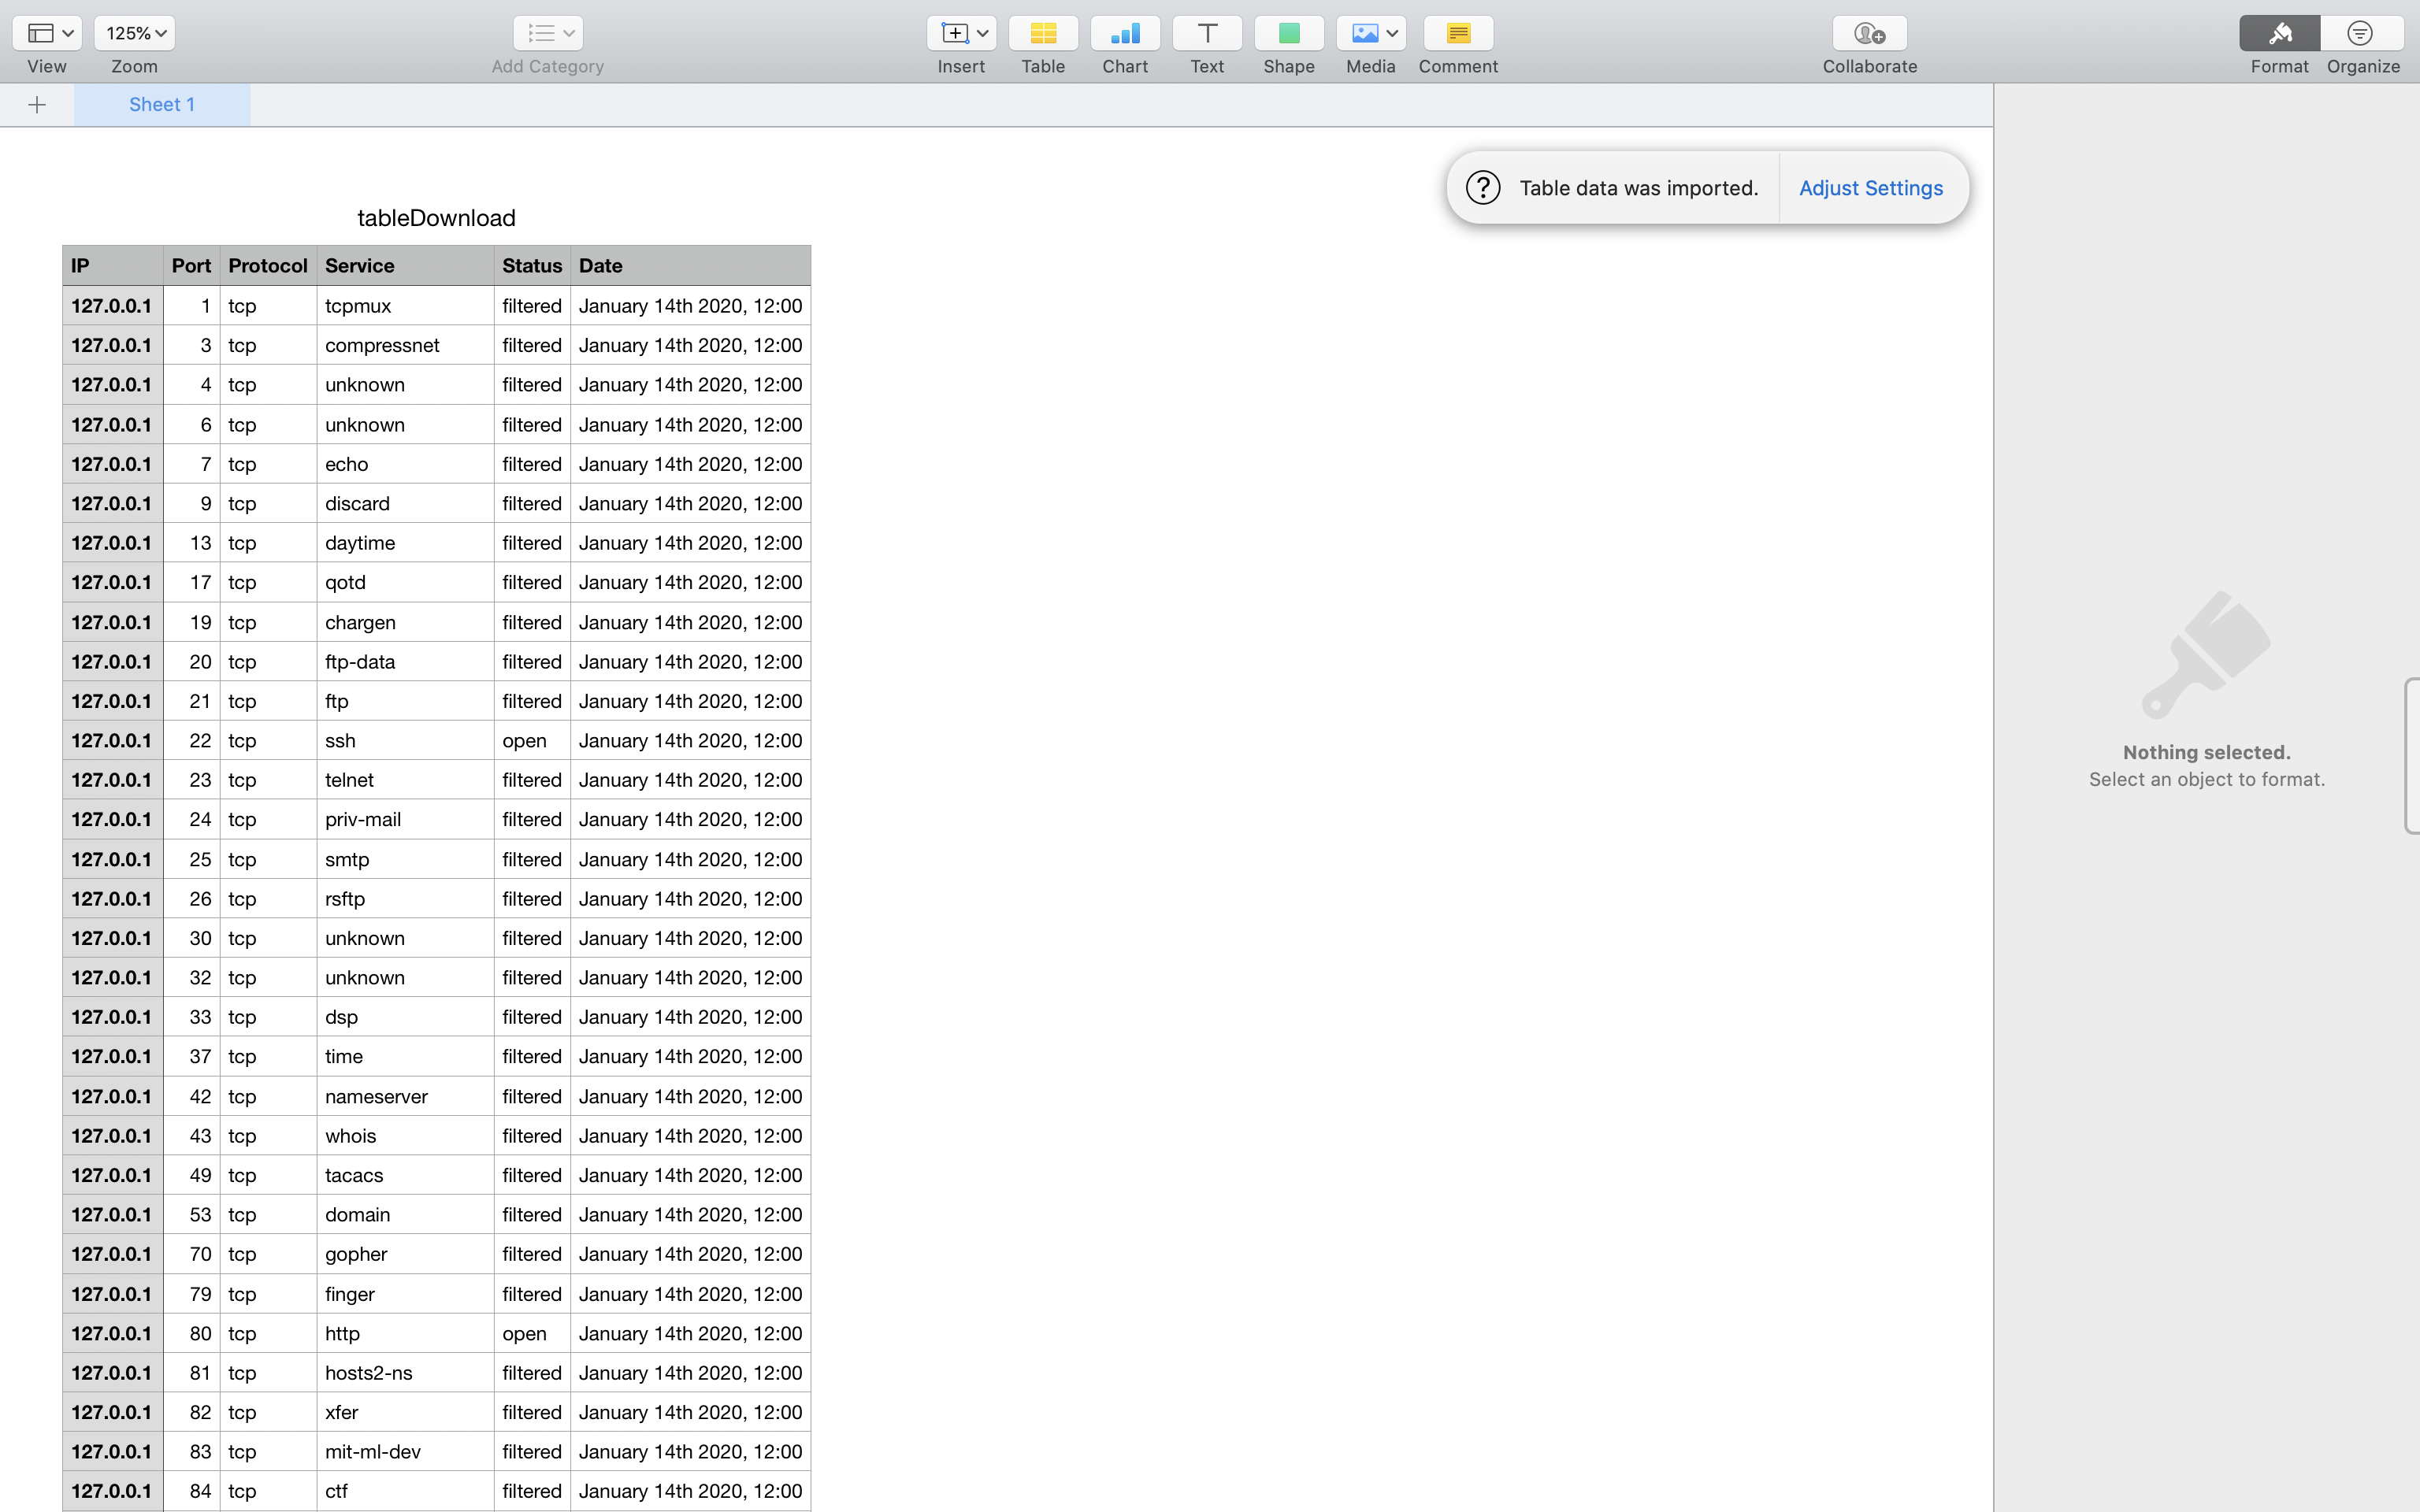 125%
View Zoom Add Category Insert Table Chart Text Shape Media Comment Collaborate Format Organize
Sheet 1
Table data was imported. Adjust Settings
tableDownload
IP Port Protocol Service Status Date
127.0.0.1 1 tcp tcpmux filtered January 14th 2020, 12:00
127.0.0.1 3 tcp compressnet filtered January 14th 2020, 12:00
127.0.0.1 4 tcp unknown filtered January 14th 2020, 12:00
127.0.0.1 6 tcp unknown filtered January 14th 2020, 12:00
127.0.0.1 7 tcp echo filtered January 14th 2020, 12:00
127.0.0.1 9 tcp discard filtered January 14th 2020, 12:00
127.0.0.1 13 tcp daytime filtered January 14th 2020, 12:00
127.0.0.1 17 tcp qotd filtered January 14th 2020, 12:00
127.0.0.1 19 tcp chargen filtered January 14th 2020, 12:00
127.0.0.1 20 tcp ftp-data filtered January 14th 2020, 12:00
127.0.0.1 21 tcp ftp filtered January 14th 2020, 12:00
127.0.0.1 22 tcp ssh open January 14th 2020, 12:00
127.0.0.1 23 tcp telnet filtered January 14th 2020, 12:00
127.0.0.1 24 tcp priv-mail filtered January 14th 2020, 12:00
127.0.0.1 25 tcp smtp filtered January 14th 2020, 12:00
127.0.0.1 26 tcp rsftp filtered January 14th 2020, 12:00
127.0.0.1 30 tcp unknown filtered January 14th 2020, 12:00
127.0.0.1 32 tcp unknown filtered January 14th 2020, 12:00
127.0.0.1 33 tcp dsp filtered January 14th 2020, 12:00
127.0.0.1 37 tcp time filtered January 14th 2020, 12:00
127.0.0.1 42 tcp nameserver filtered January 14th 2020, 12:00
127.0.0.1 43 tcp whois filtered January 14th 2020, 12:00
127.0.0.1 49 tcp tacacs filtered January 14th 2020, 12:00
127.0.0.1 53 tcp domain filtered January 14th 2020, 12:00
127.0.0.1 70 tcp gopher filtered January 14th 2020, 12:00
127.0.0.1 79 tcp finger filtered January 14th 2020, 12:00
127.0.0.1 80 tcp http open January 14th 2020, 12:00
127.0.0.1 81 tcp hosts2-ns filtered January 14th 2020, 12:00
127.0.0.1 82 tcp xfer filtered January 14th 2020, 12:00
127.0.0.1 83 tcp mit-ml-dev filtered January 14th 2020, 12:00
127.0.0.1 84 tcp ctf filtered January 14th 2020, 12:00
Nothing selected.
Select an object to format.